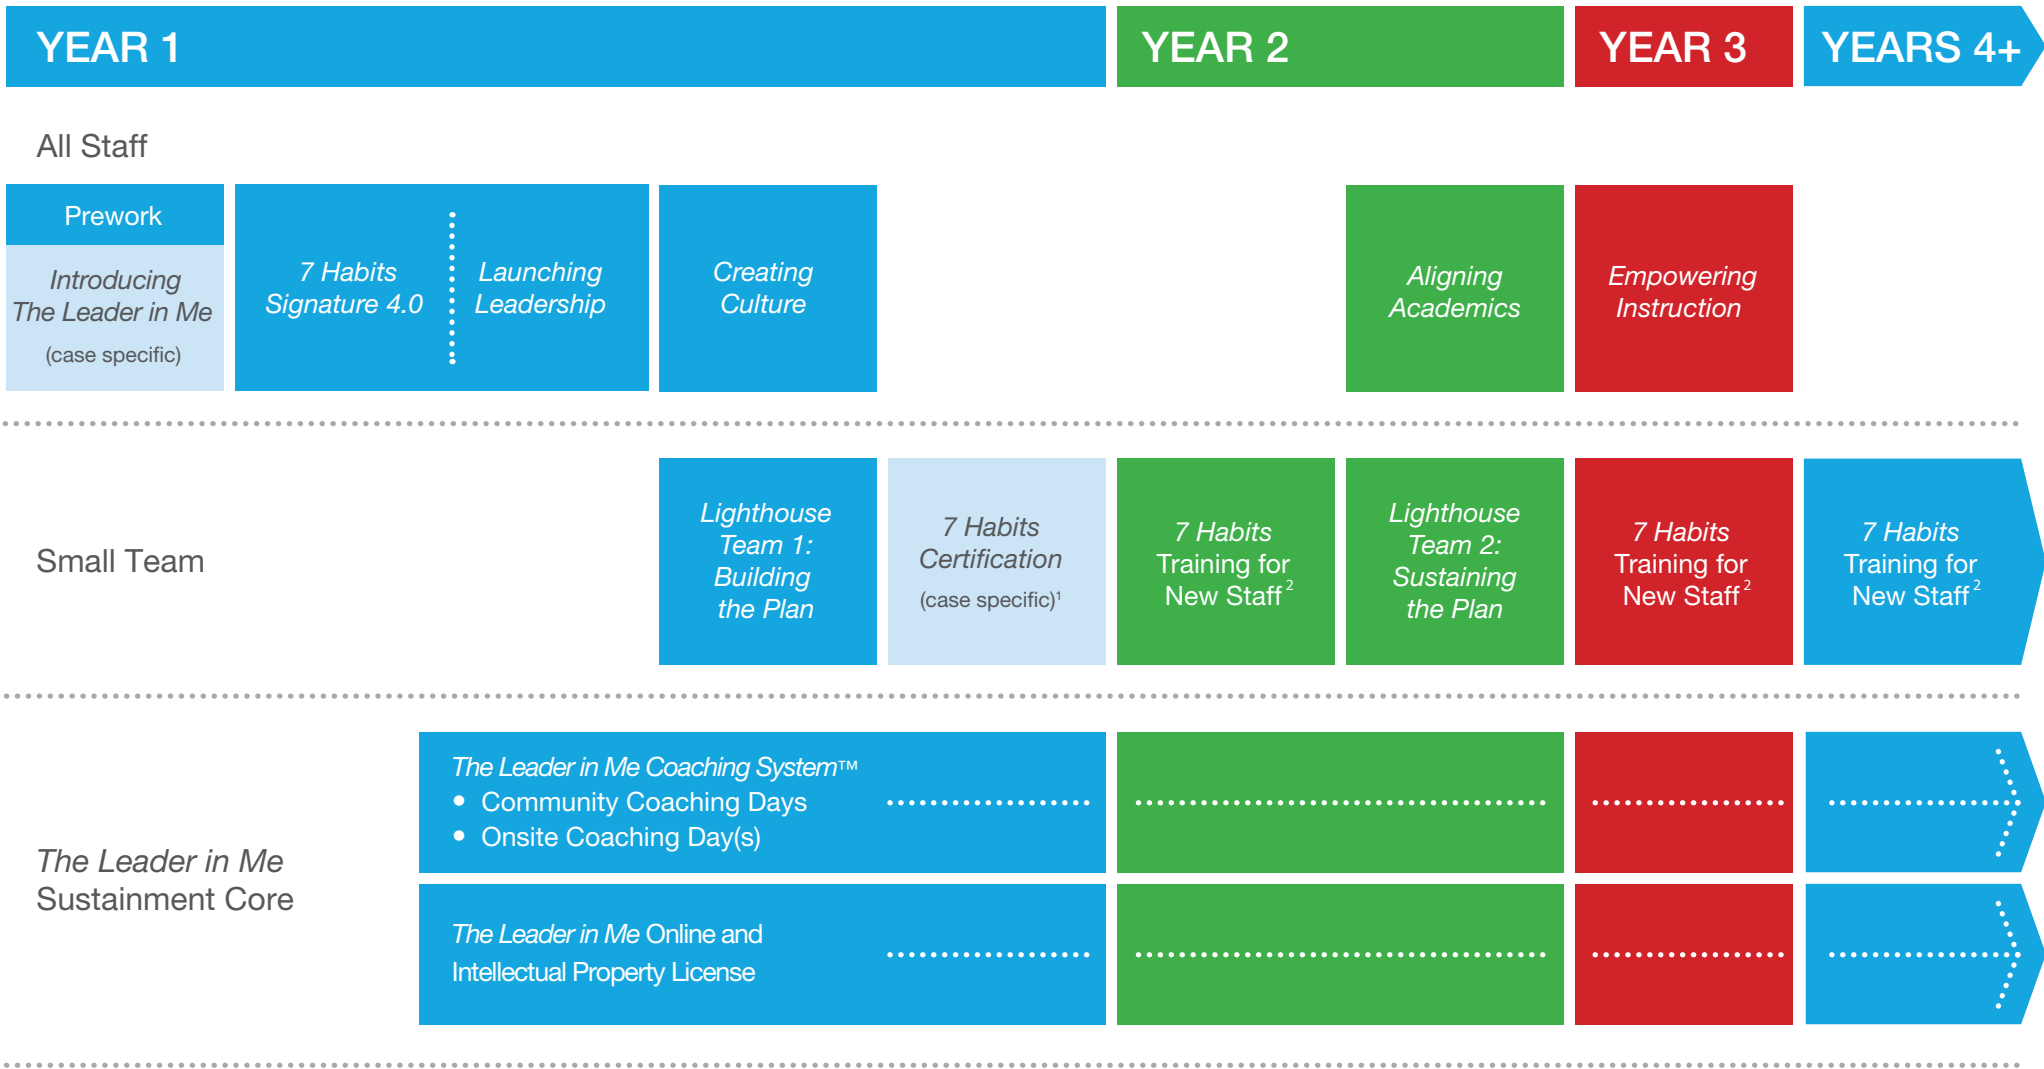 YEAR 1
YEAR 2
YEAR 3
YEARS 4+
All Staff
Prework
Introducing
The Leader in Me
(case specific)
7 Habits
Signature 4.0
Launching
Leadership
Creating
Culture
Aligning
Academics
Empowering
Instruction
Small Team
Lighthouse
Team 1:
Building
the Plan
7 Habits
Certification
(case specific)¹
7 Habits
Training for
New Staff²
Lighthouse
Team 2:
Sustaining
the Plan
7 Habits
Training for
New Staff²
7 Habits
Training for
New Staff²
The Leader in Me
Sustainment Core
The Leader in Me Coaching System™
• Community Coaching Days
• Onsite Coaching Day(s)
The Leader in Me Online and
Intellectual Property License